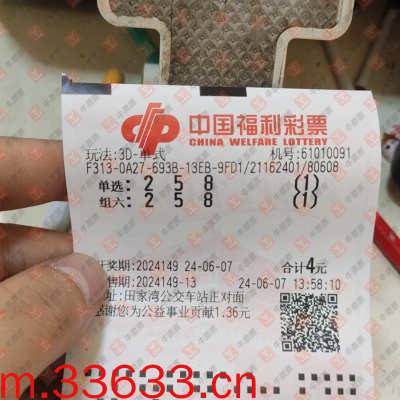 中国福利彩票
CHINA WELFARE LOTTERY
玩法:3D-单式 机号:61010091
F313-0A27-693B-13EB-9FD1/21162401/80608
单选: 2 5 8 (1)
组六: 2 5 8 (1)
开奖期:2024149 24-06-07 合计4元
售期:2024149-13 24-06-07 13:58:10
址:田家湾公交车站正对面
感谢您为公益事业贡献1.36元
m.33633.cn